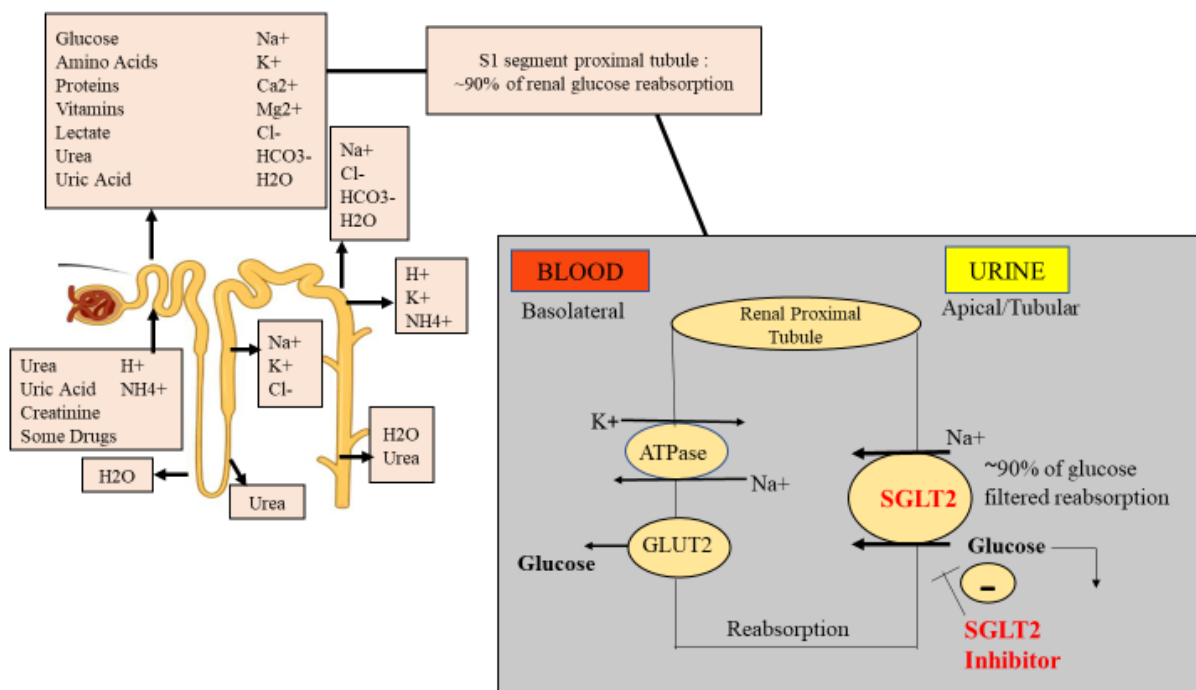 Glucose Na+
Amino Acids K+
Proteins Ca2+
Vitamins Mg2+
Lectate Cl-
Urea HCO3-
Uric Acid H2O
S1 segment proximal tubule :
~90% of renal glucose reabsorption
Na+
Cl-
HCO3-
H2O
H+
K+
NH4+
Na+
K+
Cl-
Urea H+
Uric Acid NH4+
Creatinine
Some Drugs
H2O
Urea
H2O
Urea
BLOOD
Basolateral
URINE
Apical/Tubular
Renal Proximal
Tubule
K+
ATPase
Na+
GLUT2
Glucose
Na+
SGLT2
~90% of glucose
filtered reabsorption
Glucose
-
SGLT2
Inhibitor
Reabsorption